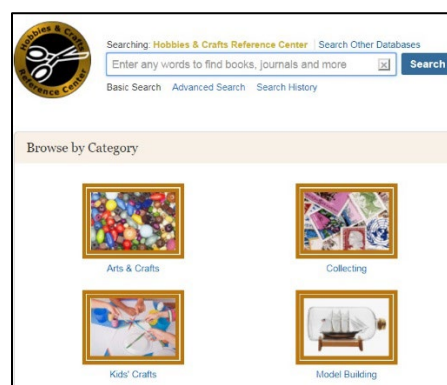 Hobbies & Crafts
Reference Center
Searching: Hobbies & Crafts Reference Center Search Other Databases
Enter any words to find books, journals and more
Search
Basic Search Advanced Search Search History
Browse by Category
Arts & Crafts Collecting
Kids' Crafts Model Building